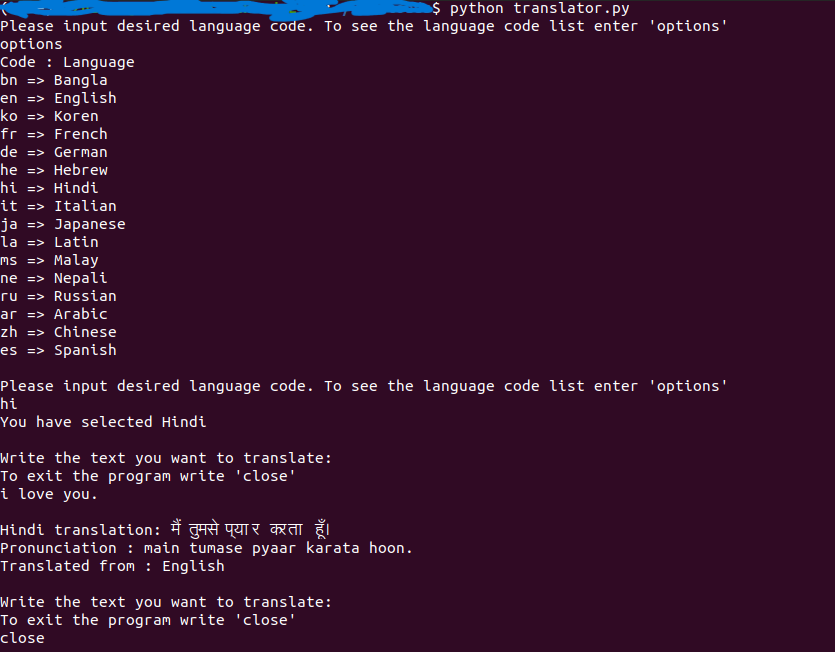 $ python translator.py
Please input desired language code. To see the language code list enter 'options'
options
Code : Language
bn => Bangla
en => English
ko => Koren
fr => French
de => German
he => Hebrew
hi => Hindi
it => Italian
ja => Japanese
la => Latin
ms => Malay
ne => Nepali
ru => Russian
ar => Arabic
zh => Chinese
es => Spanish
Please input desired language code. To see the language code list enter 'options'
hi
You have selected Hindi
Write the text you want to translate:
To exit the program write 'close'
i love you.
Hindi translation: मैं तुमसे प्यार करता हूँ।
Pronunciation : main tumase pyaar karata hoon.
Translated from : English
Write the text you want to translate:
To exit the program write 'close'
close